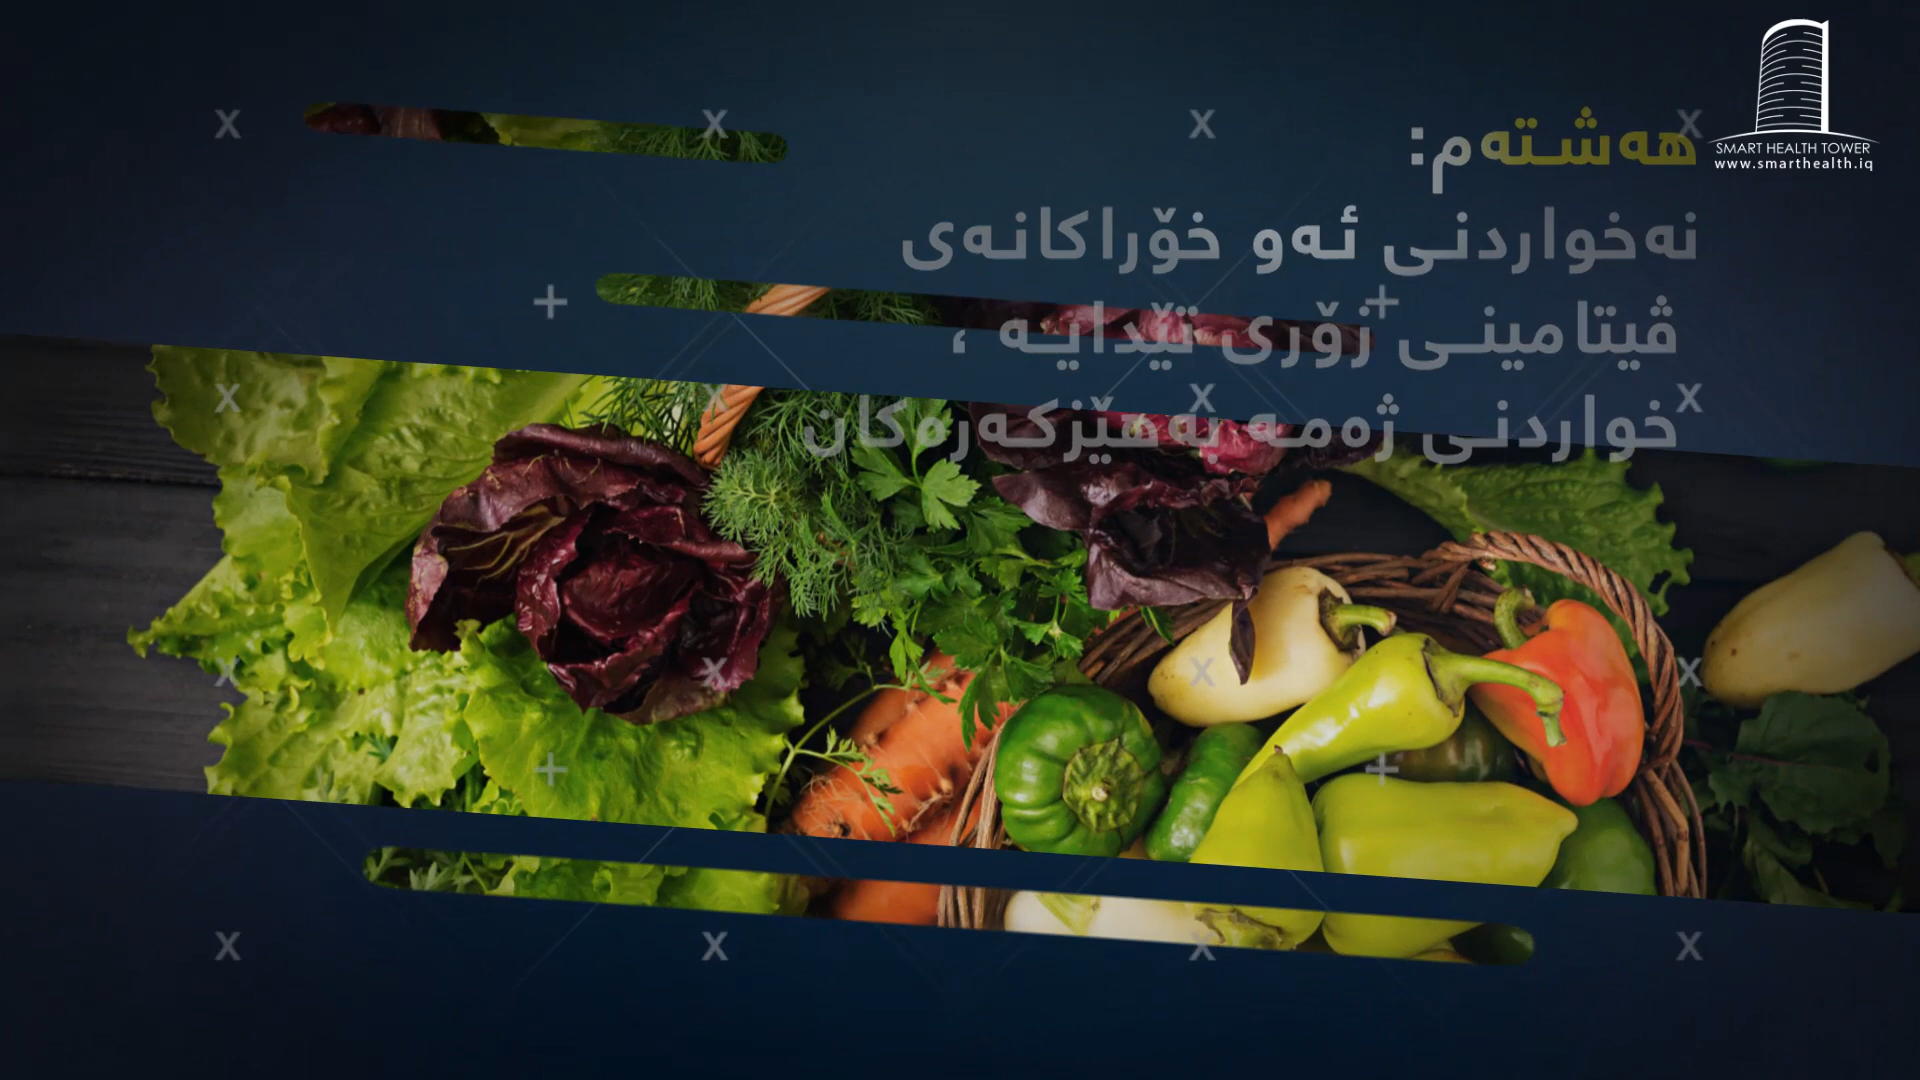 هەشتەم:
نەخواردنی ئەو خۆراکانەی
ڤیتامینی زۆری تێدایە ،
خواردنی ژەمە بەهێزکەرەکان
SMART HEALTH TOWER
www.smarthealth.iq